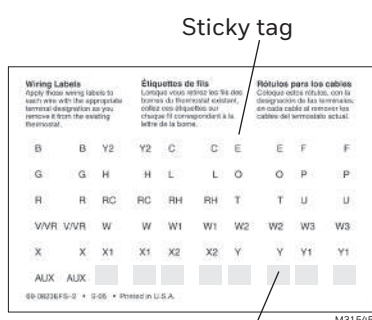 Sticky tag
Wiring Labels
Apply these wiring labels to
each wire with the appropriate
terminal designation as you
remove it from the existing
thermostat.
Étiquettes de fils
Lorsque vous retirez les fils des
bornes du thermostat existant,
collez ces étiquettes sur
chaque fil correspondant à la
lettre de la borne.
Rótulos para los cables
Coloque estos rótulos, con la
designación de las terminales,
en cada cable al remover los
cables del termostato actual.
B B Y2 Y2 C C E E F F
G G H H L L O O P P
R R RC RC RH RH T T U U
V/VR V/VR W W W1 W1 W2 W2 W3 W3
X X X1 X1 X2 X2 Y Y Y1 Y1
AUX AUX
69-0823EFS-2 • 3-05 • Printed in U.S.A.
M31545